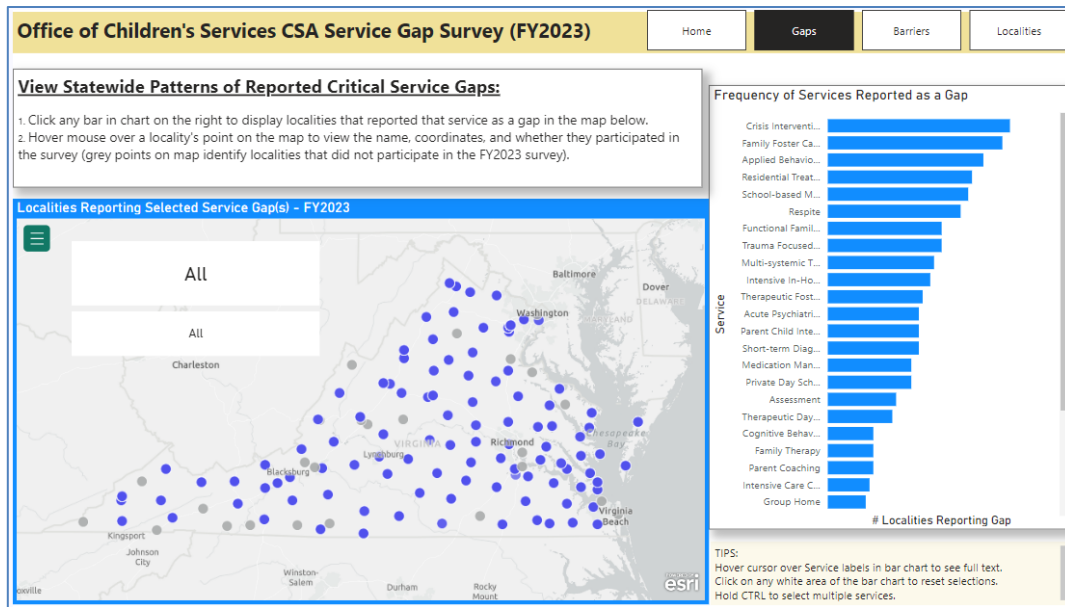 Office of Children's Services CSA Service Gap Survey (FY2023)
Home
Gaps
Barriers
Localities
View Statewide Patterns of Reported Critical Service Gaps:
1. Click any bar in chart on the right to display localities that reported that service as a gap in the map below.
2. Hover mouse over a locality's point on the map to view the name, coordinates, and whether they participated in
the survey (grey points on map identify localities that did not participate in the FY2023 survey).
Localities Reporting Selected Service Gap(s) - FY2023
All
All
Baltimore
Dover
DELAWARE
Washington
MARYLAND
Charleston
Chesapeake
Bay
VIRGINIA
Richmond
Lynchburg
Blacksburg
Virginia
Beach
Kingsport
Johnson
City
Winston-
Salem
Durham
Rocky
Mount
oxville
POWERED BY
esri
Frequency of Services Reported as a Gap
Service
Crisis Interventi...
Family Foster Ca...
Applied Behavio...
Residential Treat...
School-based M...
Respite
Functional Famil...
Trauma Focused...
Multi-systemic T...
Intensive In-Ho...
Therapeutic Fost...
Acute Psychiatri...
Parent Child Inte...
Short-term Diag...
Medication Man...
Private Day Sch...
Assessment
Therapeutic Day...
Cognitive Behav...
Family Therapy
Parent Coaching
Intensive Care C...
Group Home
# Localities Reporting Gap
TIPS:
Hover cursor over Service labels in bar chart to see full text.
Click on any white area of the bar chart to reset selections.
Hold CTRL to select multiple services.